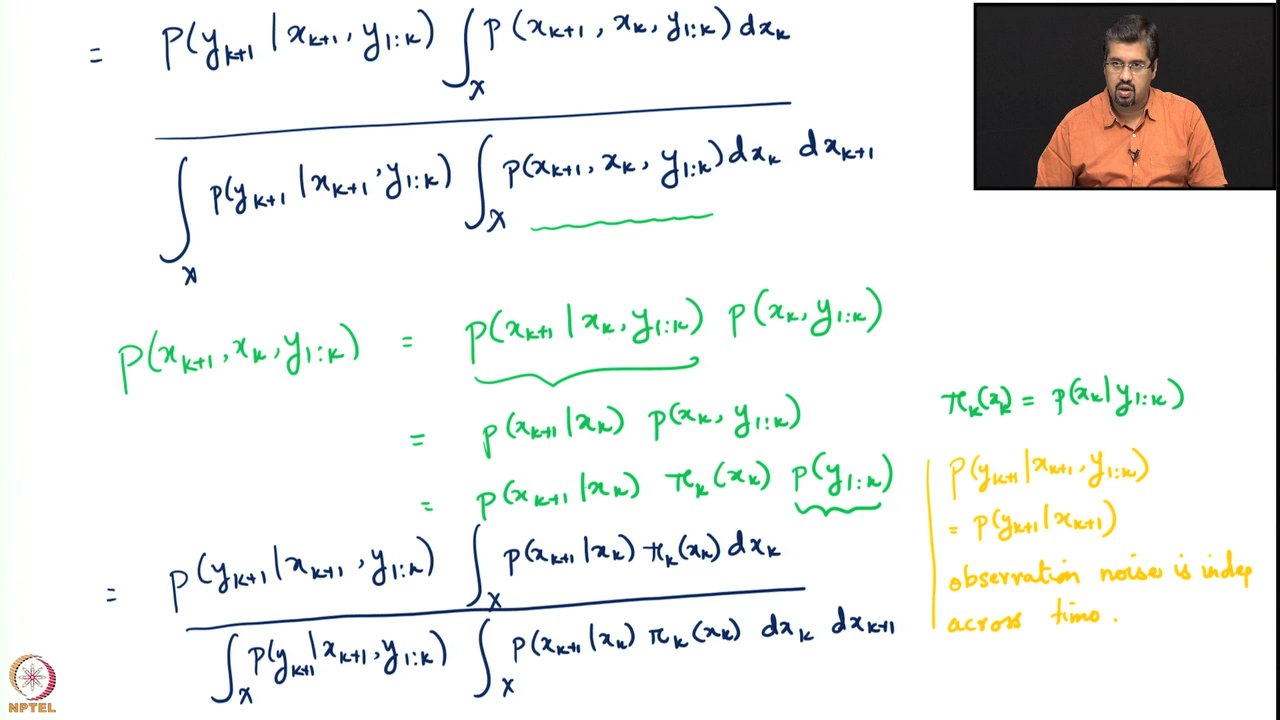 = p(y_{k+1} | x_{k+1}, y_{1:k}) ∫_X p(x_{k+1}, x_k, y_{1:k}) dx_k
∫_X p(y_{k+1} | x_{k+1}, y_{1:k}) ∫_X p(x_{k+1}, x_k, y_{1:k}) dx_k dx_{k+1}
p(x_{k+1}, x_k, y_{1:k}) = p(x_{k+1} | x_k, y_{1:k}) p(x_k, y_{1:k})
= p(x_{k+1} | x_k) p(x_k, y_{1:k})
= p(x_{k+1} | x_k) π_k(x_k) p(y_{1:k})
π_k(x_k) = p(x_k | y_{1:k})
p(y_{k+1} | x_{k+1}, y_{1:k})
= p(y_{k+1} | x_{k+1})
observation noise is indep
across time.
= p(y_{k+1} | x_{k+1}, y_{1:k}) ∫_X p(x_{k+1} | x_k) π_k(x_k) dx_k
∫_X p(y_{k+1} | x_{k+1}, y_{1:k}) ∫_X p(x_{k+1} | x_k) π_k(x_k) dx_k dx_{k+1}
NPTEL